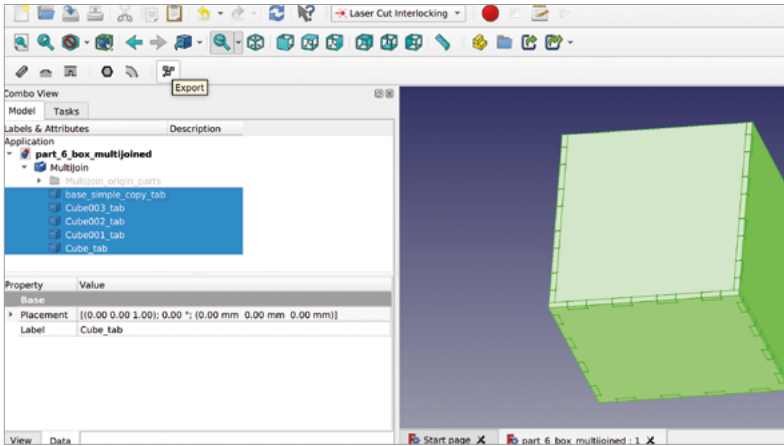 Laser Cut Interlocking
Export
Combo View
Model Tasks
Labels & Attributes Description
Application
part_6_box_multijoined
MultiJoin
Multijoin_origin_parts
base_simple_copy_tab
Cube003_tab
Cube002_tab
Cube001_tab
Cube_tab
Property Value
Base
Placement [(0.00 0.00 1.00); 0.00 °; (0.00 mm 0.00 mm 0.00 mm)]
Label Cube_tab
View Data
Start page part_6_box_multijoined : 1